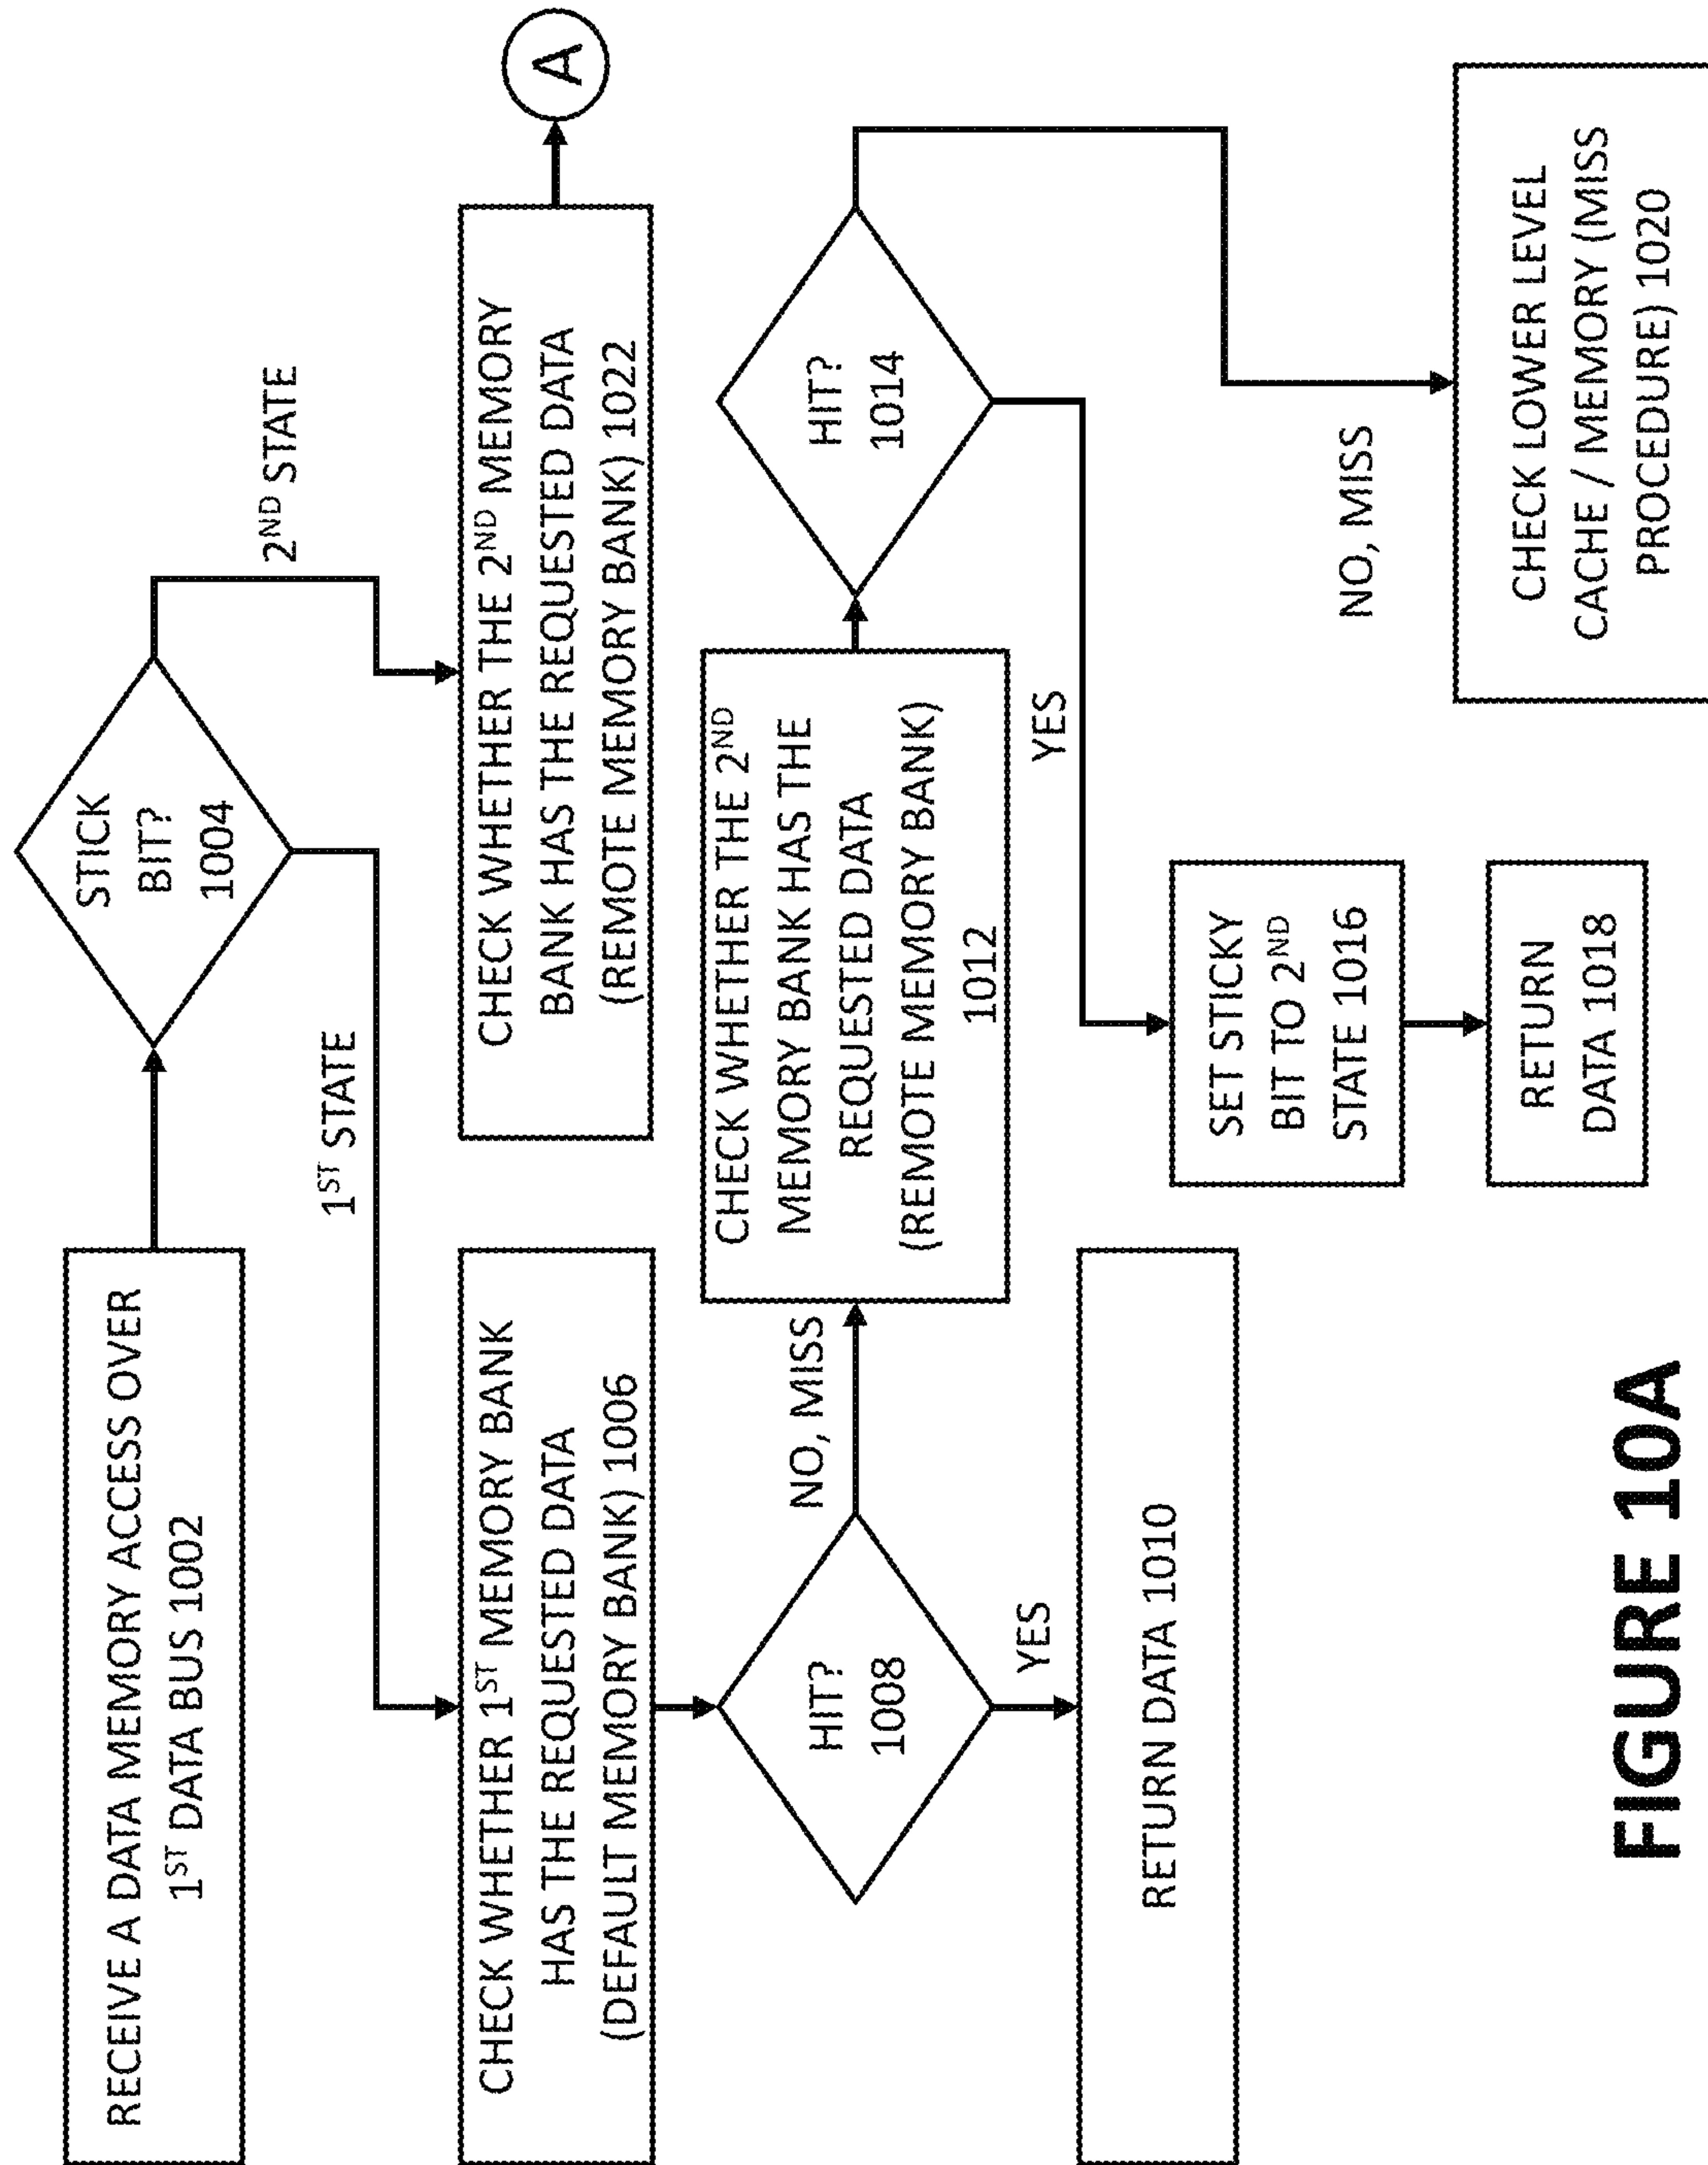 RECEIVE A DATA MEMORY ACCESS OVER
1ST DATA BUS 1002
STICK
BIT?
1004
1ST STATE
2ND STATE
A
CHECK WHETHER 1ST MEMORY BANK
HAS THE REQUESTED DATA
(DEFAULT MEMORY BANK) 1006
CHECK WHETHER THE 2ND MEMORY
BANK HAS THE REQUESTED DATA
(REMOTE MEMORY BANK) 1022
HIT?
1008
NO, MISS
YES
RETURN DATA 1010
CHECK WHETHER THE 2ND
MEMORY BANK HAS THE
REQUESTED DATA
(REMOTE MEMORY BANK)
1012
HIT?
1014
YES
NO, MISS
SET STICKY
BIT TO 2ND
STATE 1016
RETURN
DATA 1018
CHECK LOWER LEVEL
CACHE / MEMORY (MISS
PROCEDURE) 1020
FIGURE 10A